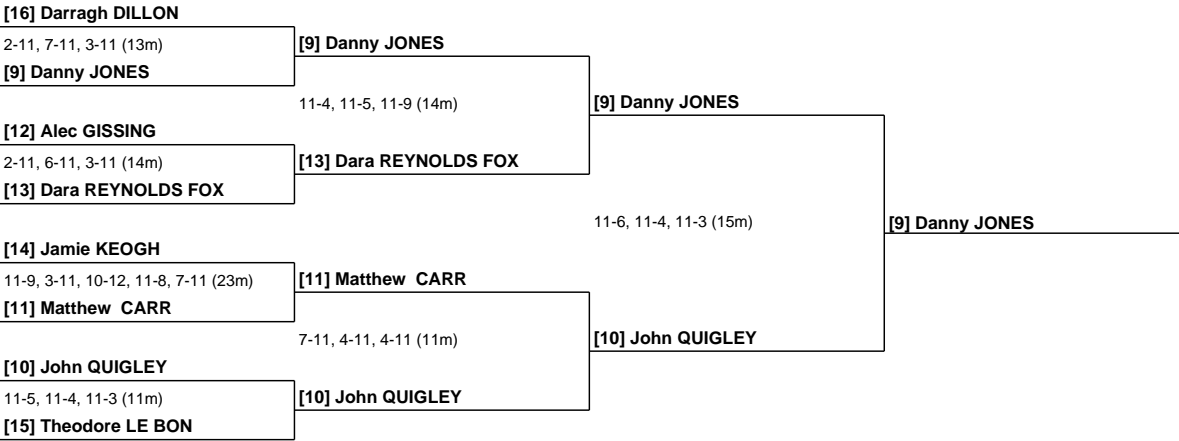 [16] Darragh DILLON
2-11, 7-11, 3-11 (13m)
[9] Danny JONES
[9] Danny JONES
11-4, 11-5, 11-9 (14m)
[9] Danny JONES
[12] Alec GISSING
2-11, 6-11, 3-11 (14m)
[13] Dara REYNOLDS FOX
[13] Dara REYNOLDS FOX
11-6, 11-4, 11-3 (15m)
[9] Danny JONES
[14] Jamie KEOGH
11-9, 3-11, 10-12, 11-8, 7-11 (23m)
[11] Matthew  CARR
[11] Matthew  CARR
7-11, 4-11, 4-11 (11m)
[10] John QUIGLEY
[10] John QUIGLEY
11-5, 11-4, 11-3 (11m)
[10] John QUIGLEY
[15] Theodore LE BON